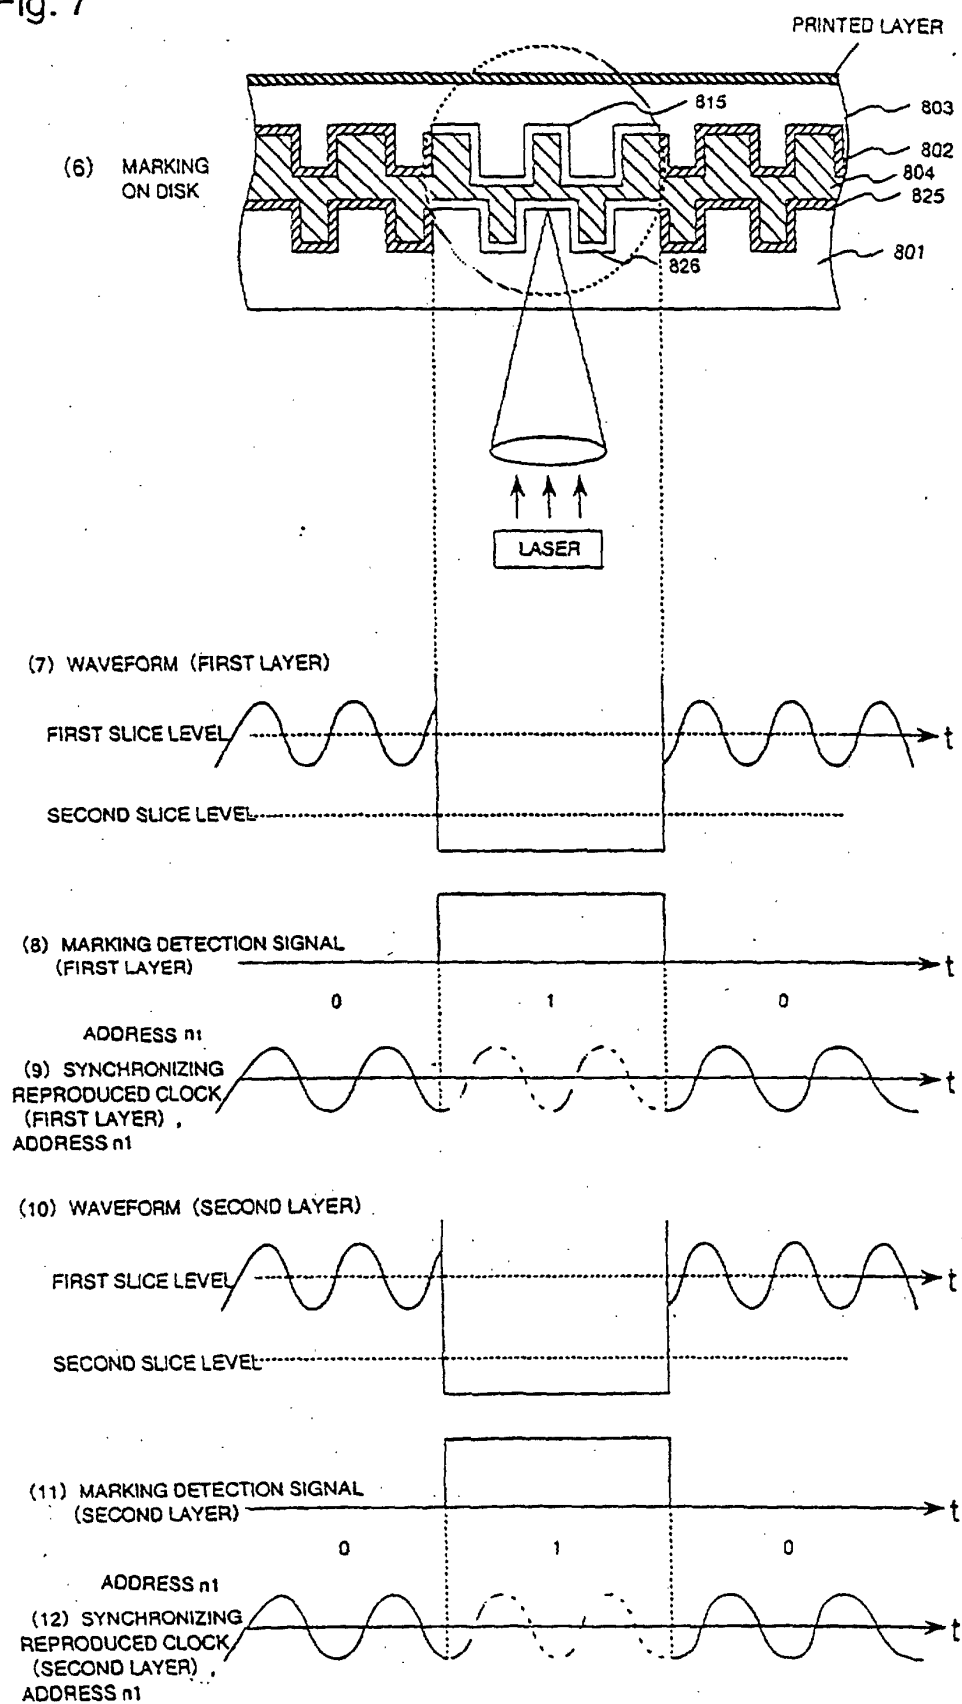 Fig. 7
PRINTED LAYER
815
803
802
804
825
801
826
(6) MARKING
ON DISK
LASER
(7) WAVEFORM (FIRST LAYER)
FIRST SLICE LEVEL
t
SECOND SLICE LEVEL
(8) MARKING DETECTION SIGNAL
(FIRST LAYER)
t
0 1 0
ADDRESS n1
(9) SYNCHRONIZING
REPRODUCED CLOCK
(FIRST LAYER),
ADDRESS n1
t
(10) WAVEFORM (SECOND LAYER)
FIRST SLICE LEVEL
t
SECOND SLICE LEVEL
(11) MARKING DETECTION SIGNAL
(SECOND LAYER)
t
0 1 0
ADDRESS n1
(12) SYNCHRONIZING
REPRODUCED CLOCK
(SECOND LAYER),
ADDRESS n1
t